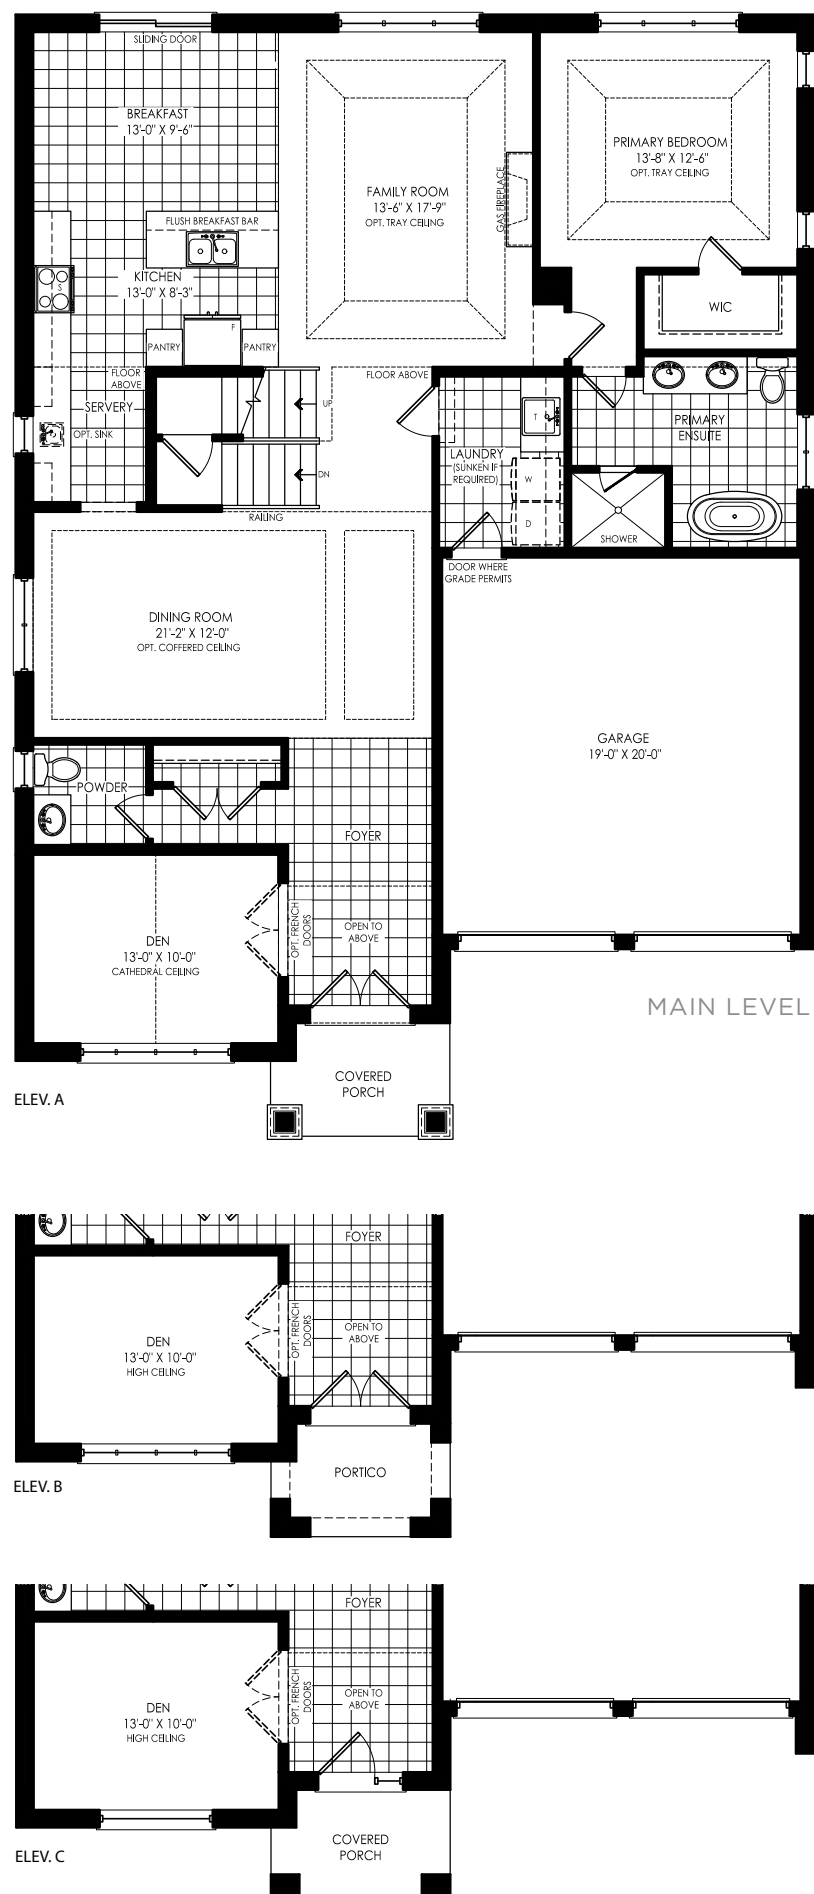 SLIDING DOOR
BREAKFAST
13'-0" X 9'-6"
FAMILY ROOM
13'-6" X 17'-9"
OPT. TRAY CEILING
GAS FIREPLACE
PRIMARY BEDROOM
13'-8" X 12'-6"
OPT. TRAY CEILING
FLUSH BREAKFAST BAR
KITCHEN
13'-0" X 8'-3"
S
F
PANTRY
PANTRY
WIC
FLOOR
ABOVE
FLOOR ABOVE
SERVERY
OPT. SINK
UP
DN
RAILING
LAUNDRY
(SUNKEN IF
REQUIRED)
T
W
D
PRIMARY
ENSUITE
SHOWER
DOOR WHERE
GRADE PERMITS
DINING ROOM
21'-2" X 12'-0"
OPT. COFFERED CEILING
GARAGE
19'-0" X 20'-0"
POWDER
FOYER
DEN
13'-0" X 10'-0"
CATHEDRAL CEILING
OPT. FRENCH
DOORS
OPEN TO
ABOVE
MAIN LEVEL
COVERED
PORCH
ELEV. A
FOYER
DEN
13'-0" X 10'-0"
HIGH CEILING
OPT. FRENCH
DOORS
OPEN TO
ABOVE
PORTICO
ELEV. B
FOYER
DEN
13'-0" X 10'-0"
HIGH CEILING
OPT. FRENCH
DOORS
OPEN TO
ABOVE
COVERED
PORCH
ELEV. C